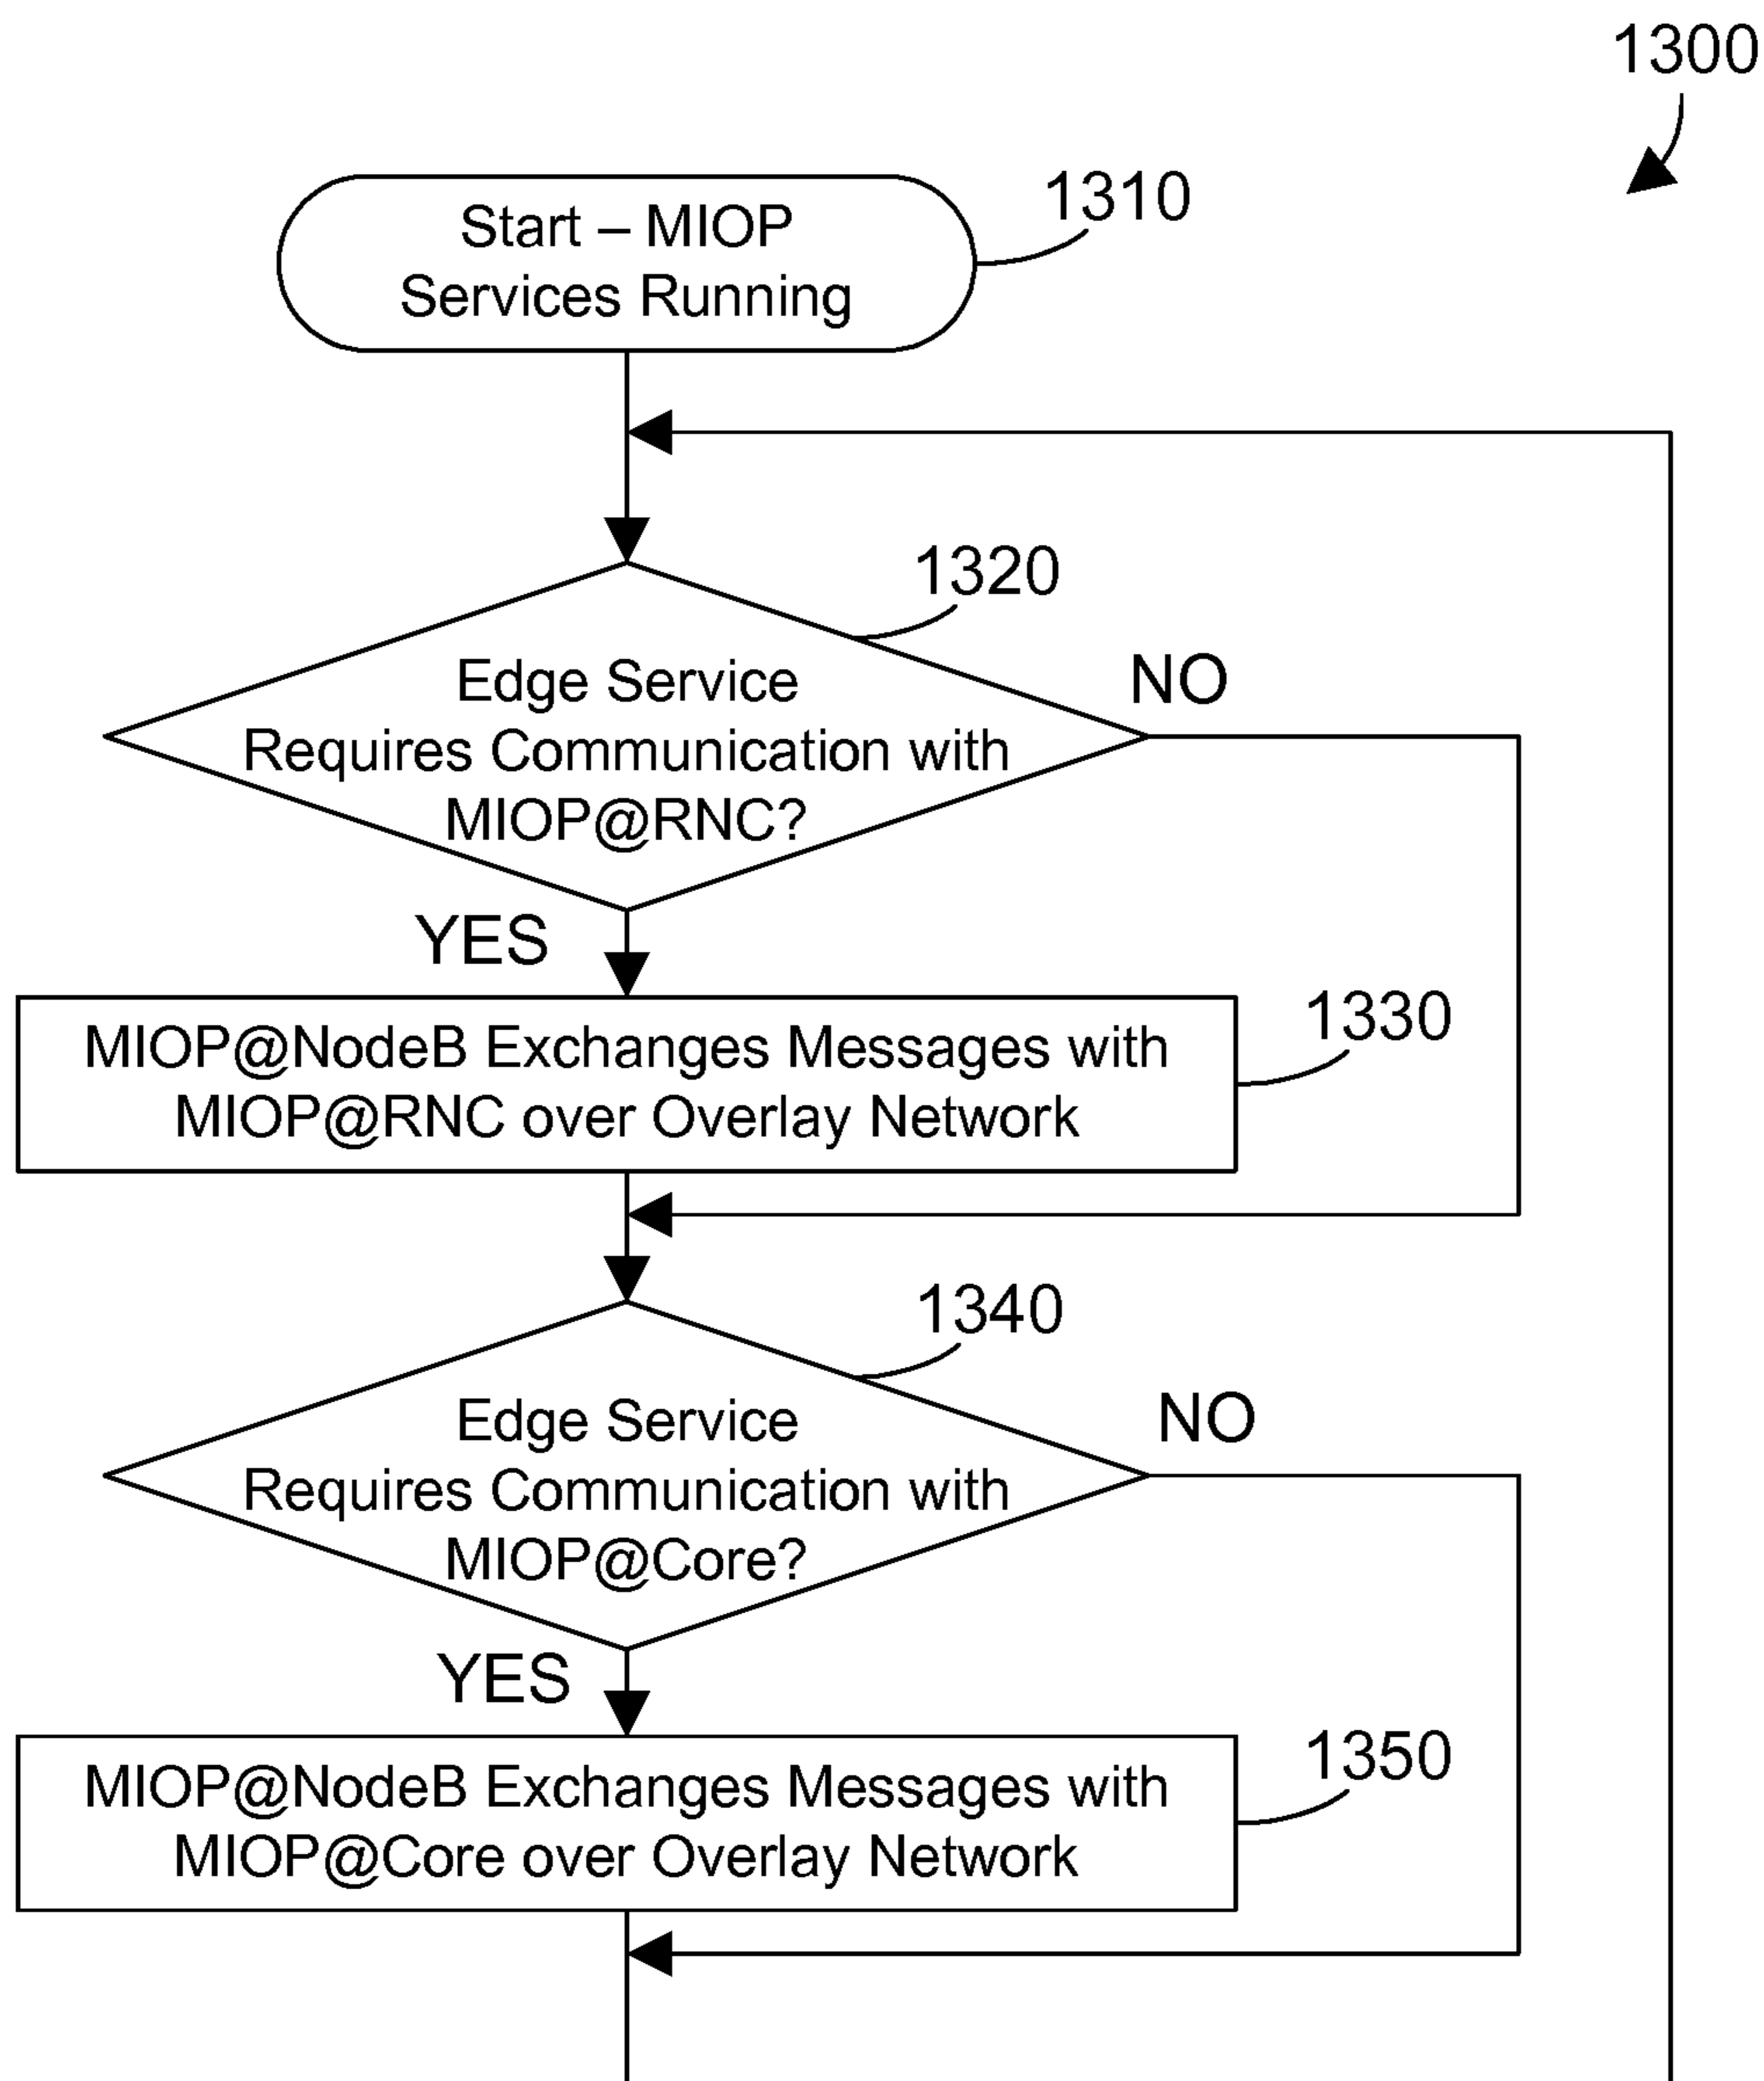 1300
Start – MIOP
Services Running
1310
1320
Edge Service
Requires Communication with
MIOP@RNC?
NO
YES
MIOP@NodeB Exchanges Messages with
MIOP@RNC over Overlay Network
1330
1340
Edge Service
Requires Communication with
MIOP@Core?
NO
YES
MIOP@NodeB Exchanges Messages with
MIOP@Core over Overlay Network
1350